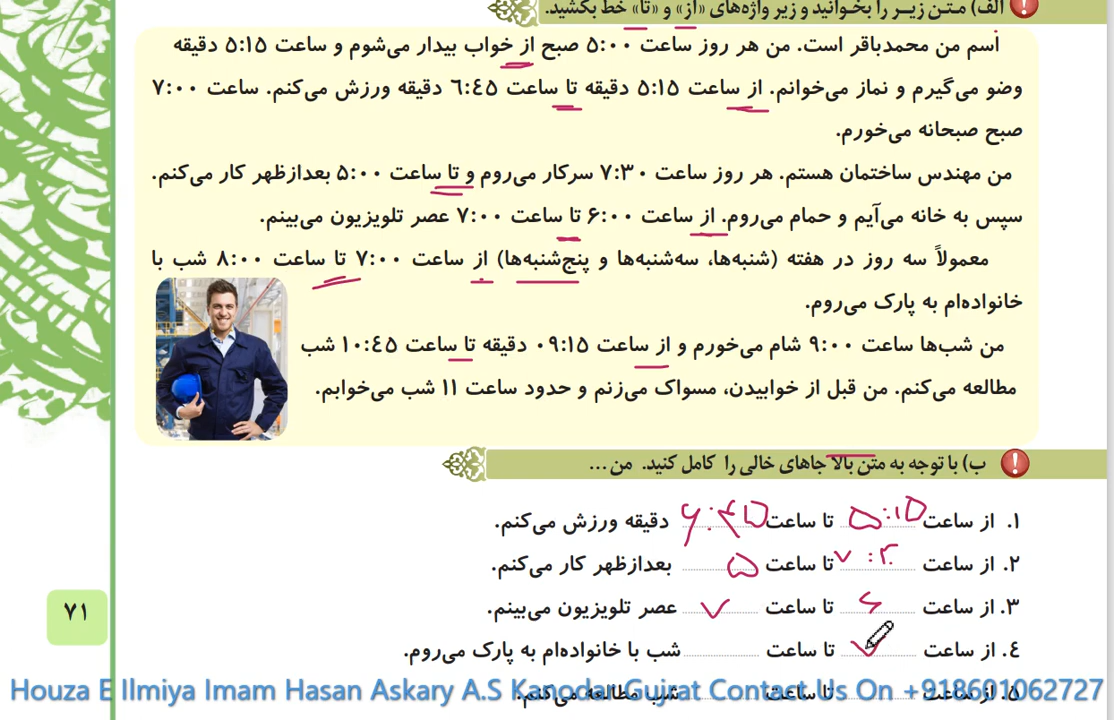 الف) متن زیر را بخوانید و زیر واژه‌های «از» و «تا» خط بکشید.
اسم من محمدباقر است. من هر روز ساعت ۵:۰۰ صبح از خواب بیدار می‌شوم و ساعت ۵:۱۵ دقیقه
وضو می‌گیرم و نماز می‌خوانم. از ساعت ۵:۱۵ دقیقه تا ساعت ۶:۴۵ دقیقه ورزش می‌کنم. ساعت ۷:۰۰
صبح صبحانه می‌خورم.
من مهندس ساختمان هستم. هر روز ساعت ۷:۳۰ سرکار می‌روم و تا ساعت ۵:۰۰ بعدازظهر کار می‌کنم.
سپس به خانه می‌آیم و حمام می‌روم. از ساعت ۶:۰۰ تا ساعت ۷:۰۰ عصر تلویزیون می‌بینم.
معمولاً سه روز در هفته (شنبه‌ها، سه‌شنبه‌ها و پنج‌شنبه‌ها) از ساعت ۷:۰۰ تا ساعت ۸:۰۰ شب با
خانواده‌ام به پارک می‌روم.
من شب‌ها ساعت ۹:۰۰ شام می‌خورم و از ساعت ۰۹:۱۵ دقیقه تا ساعت ۱۰:۴۵ شب
مطالعه می‌کنم. من قبل از خوابیدن، مسواک می‌زنم و حدود ساعت ۱۱ شب می‌خوابم.
ب) با توجه به متن بالا جاهای خالی را کامل کنید. من ...
۱. از ساعت ۵:۱۵ تا ساعت ۶:۴۵ دقیقه ورزش می‌کنم.
۲. از ساعت ۷:۳۰ تا ساعت ۵ بعدازظهر کار می‌کنم.
۳. از ساعت ۶ تا ساعت ۷ عصر تلویزیون می‌بینم.
۴. از ساعت ۷ تا ساعت ........ شب با خانواده‌ام به پارک می‌روم.
۵. از ساعت ........ تا ساعت ........ شب مطالعه می‌کنم.
۷۱
Houza E Ilmiya Imam Hasan Askary A.S Kanodar Gujrat Contact Us On +918601062727